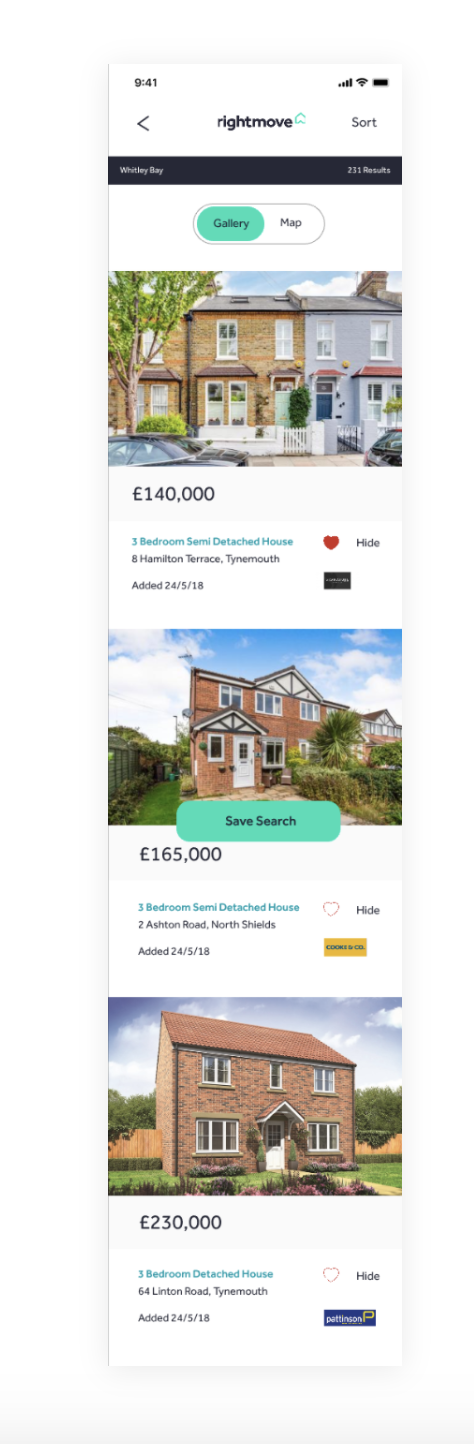 9:41
rightmove
Sort
Whitley Bay
231 Results
Gallery
Map
£140,000
3 Bedroom Semi Detached House
Hide
8 Hamilton Terrace, Tynemouth
Added 24/5/18
Save Search
£165,000
3 Bedroom Semi Detached House
Hide
2 Ashton Road, North Shields
Added 24/5/18
COOKE & CO.
£230,000
3 Bedroom Detached House
Hide
64 Linton Road, Tynemouth
Added 24/5/18
pattinson